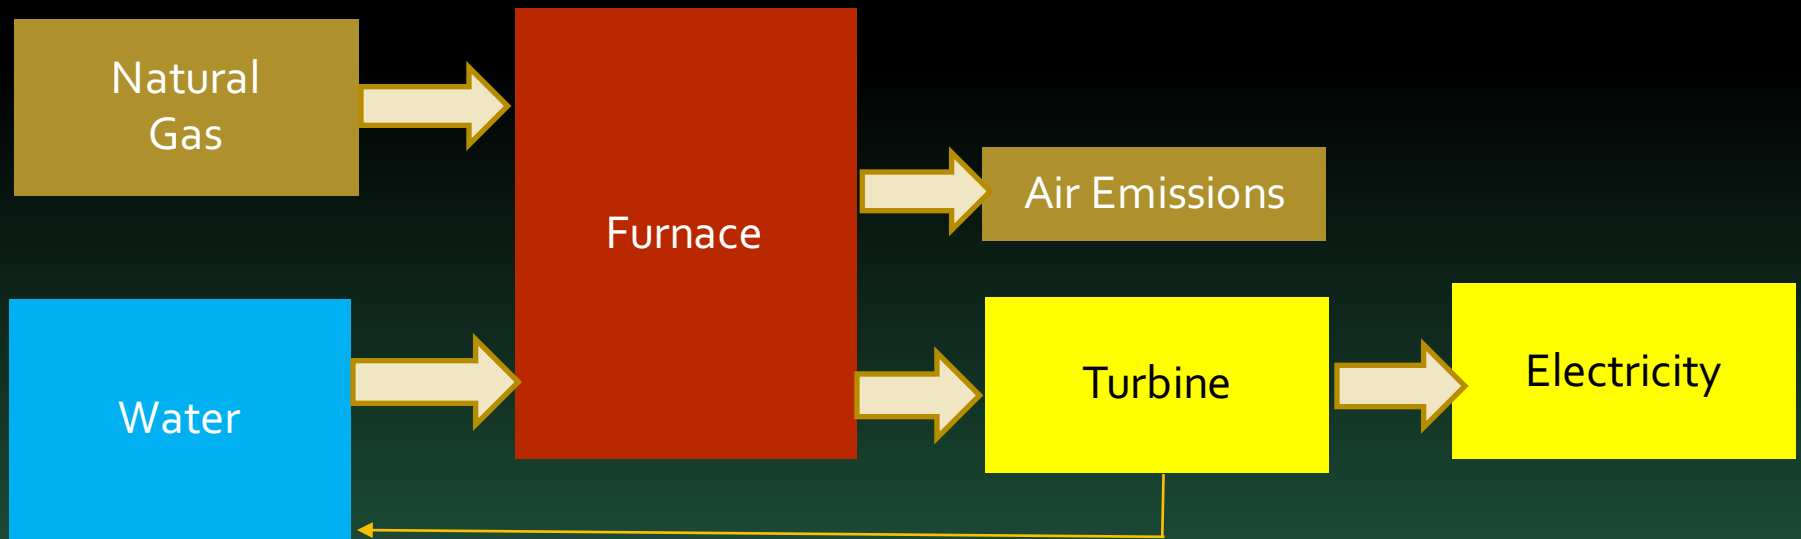 Natural
Gas
Furnace
Air Emissions
Water
Turbine
Electricity